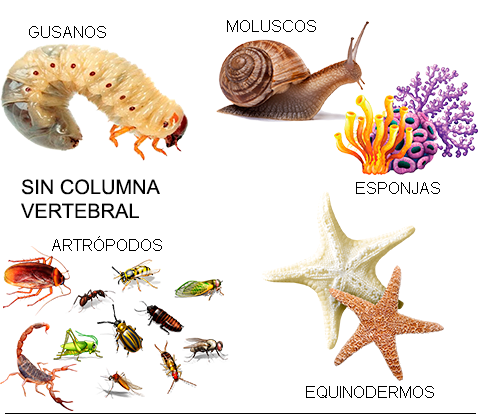 GUSANOS
MOLUSCOS
ESPONJAS
SIN COLUMNA
VERTEBRAL
ARTRÓPODOS
EQUINODERMOS